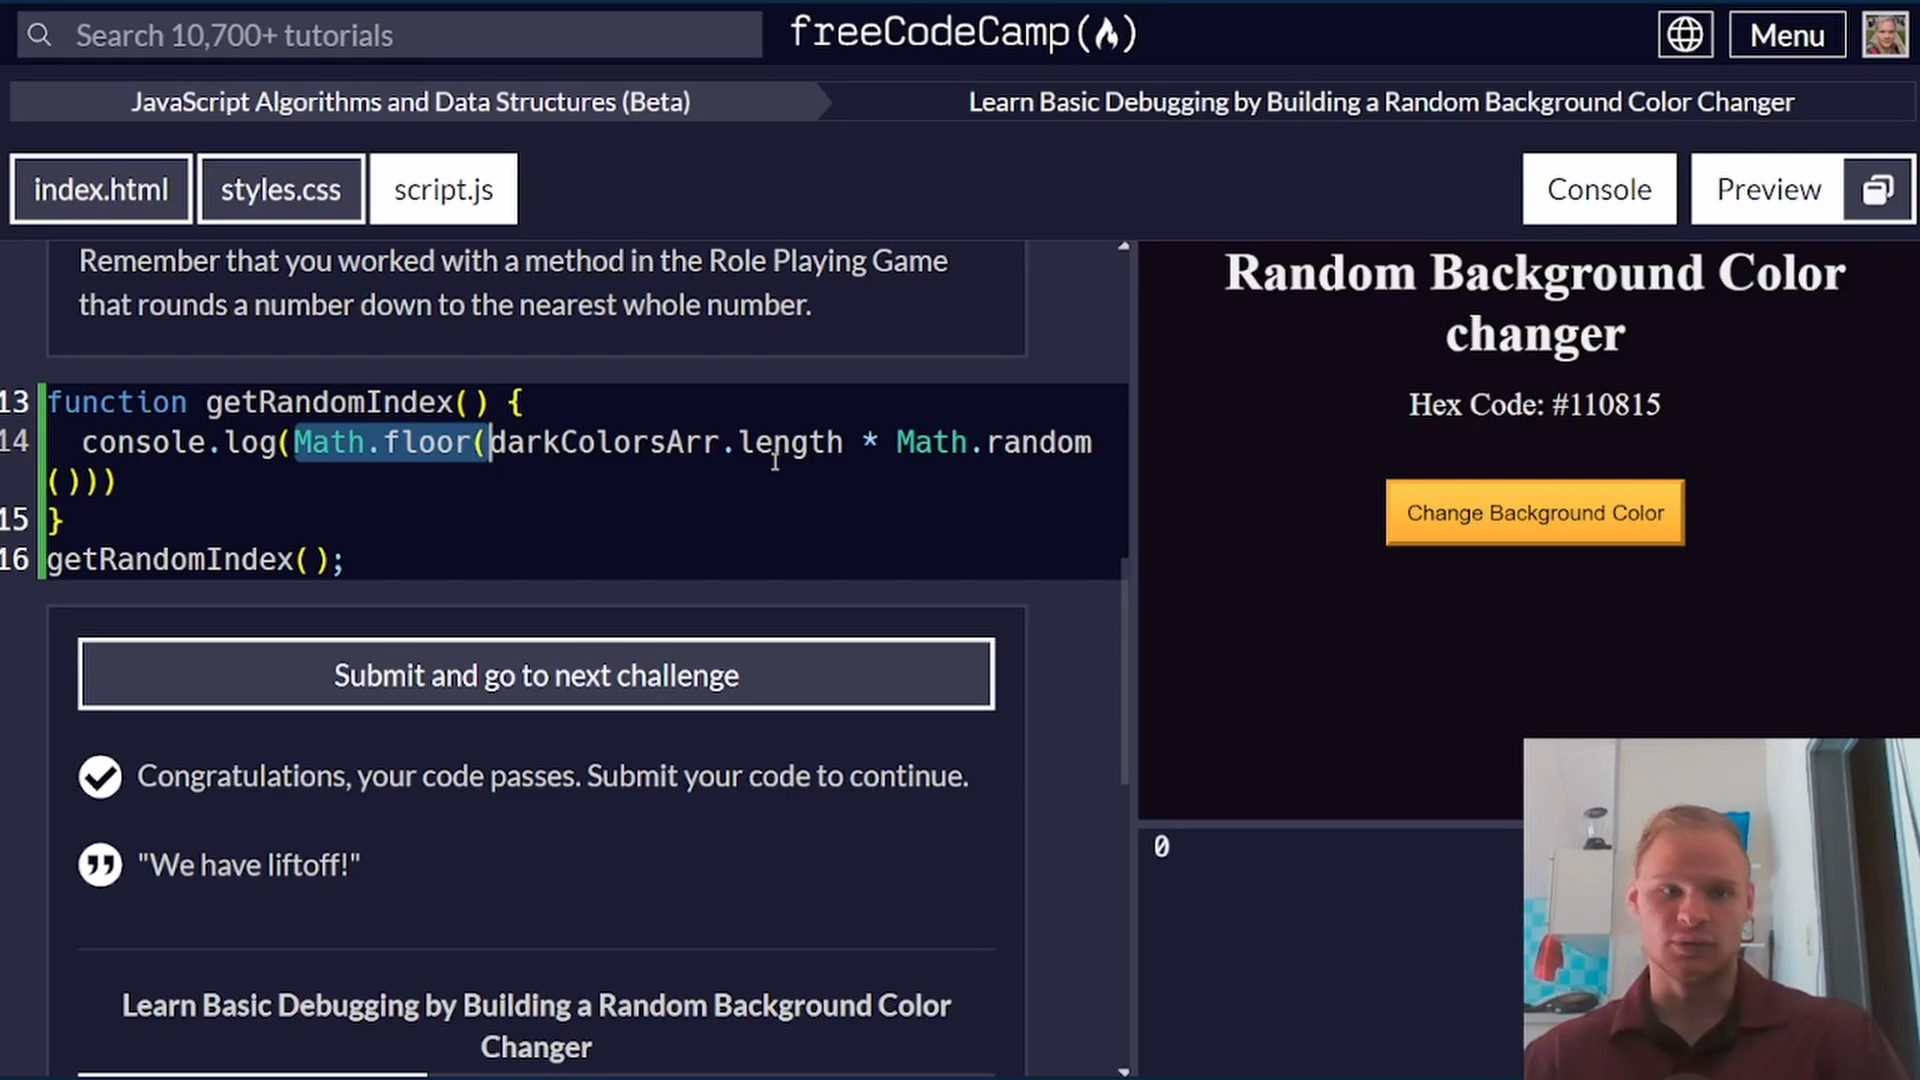 Search 10,700+ tutorials
freeCodeCamp
Menu
JavaScript Algorithms and Data Structures (Beta)
Learn Basic Debugging by Building a Random Background Color Changer
index.html
styles.css
script.js
Console
Preview
Remember that you worked with a method in the Role Playing Game
that rounds a number down to the nearest whole number.
13 function getRandomIndex() {
14 console.log(Math.floor(darkColorsArr.length * Math.random
()))
15 }
16 getRandomIndex();
Submit and go to next challenge
Congratulations, your code passes. Submit your code to continue.
"We have liftoff!"
Learn Basic Debugging by Building a Random Background Color
Changer
Random Background Color
changer
Hex Code: #110815
Change Background Color
0